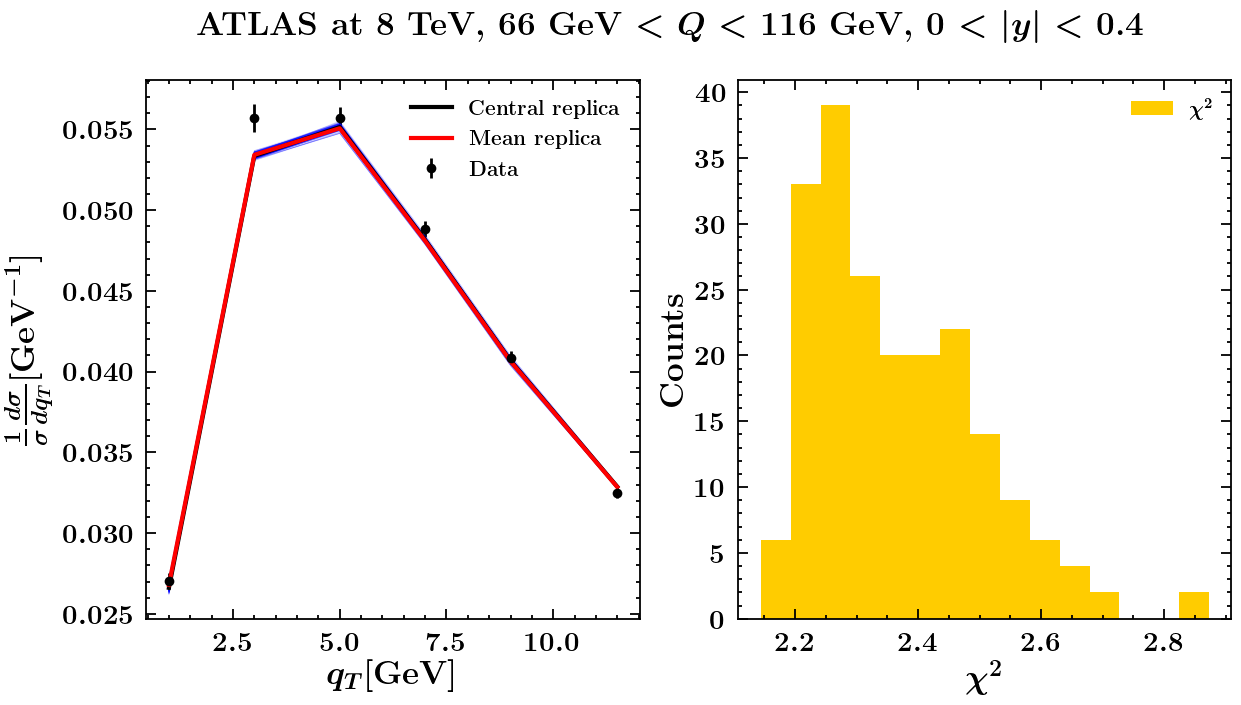 ATLAS at 8 TeV, 66 GeV < Q < 116 GeV, 0 < |y| < 0.4
0.055
0.050
0.045
0.040
0.035
0.030
0.025
1/σ dσ/dq_T [GeV⁻¹]
Central replica
Mean replica
Data
2.5 5.0 7.5 10.0
q_T[GeV]
40
35
30
25
20
15
10
5
0
Counts
χ²
2.2 2.4 2.6 2.8
χ²